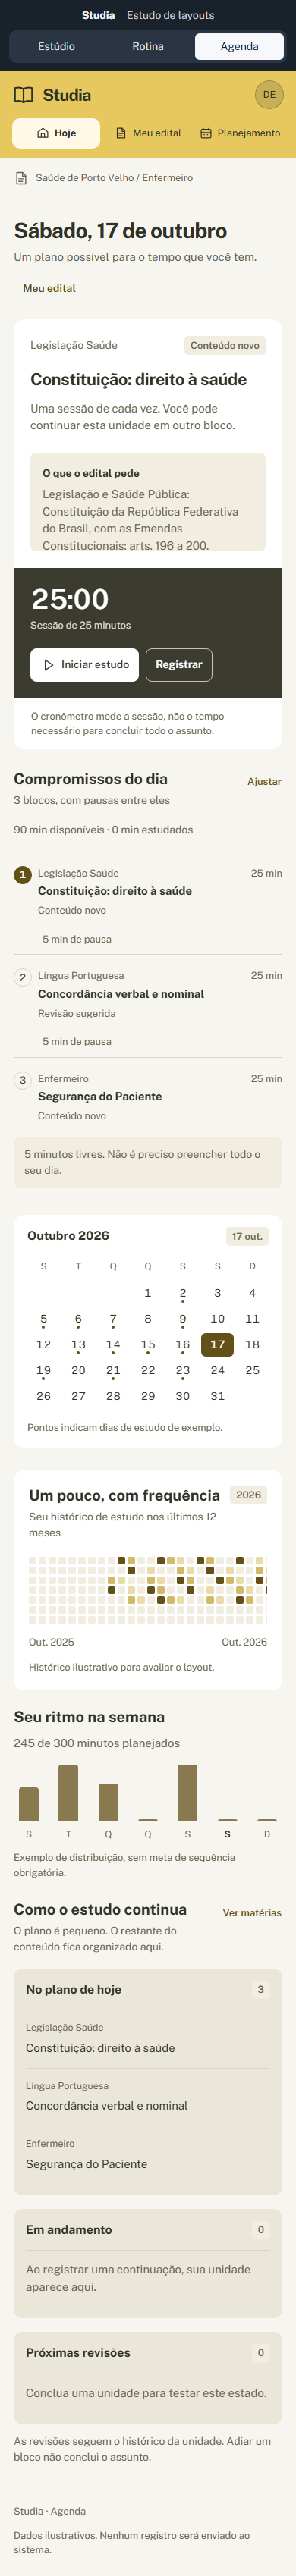 Studia Estudo de layouts
Estúdio Rotina Agenda
Studia DE
Hoje Meu edital Planejamento
Saúde de Porto Velho / Enfermeiro
Sábado, 17 de outubro
Um plano possível para o tempo que você tem.
Meu edital
Legislação Saúde Conteúdo novo
Constituição: direito à saúde
Uma sessão de cada vez. Você pode
continuar esta unidade em outro bloco.
O que o edital pede
Legislação e Saúde Pública:
Constituição da República Federativa
do Brasil, com as Emendas
Constitucionais: arts. 196 a 200.
25:00
Sessão de 25 minutos
Iniciar estudo Registrar
O cronômetro mede a sessão, não o tempo
necessário para concluir todo o assunto.
Compromissos do dia Ajustar
3 blocos, com pausas entre eles
90 min disponíveis · 0 min estudados
1 Legislação Saúde 25 min
Constituição: direito à saúde
Conteúdo novo
5 min de pausa
2 Língua Portuguesa 25 min
Concordância verbal e nominal
Revisão sugerida
5 min de pausa
3 Enfermeiro 25 min
Segurança do Paciente
Conteúdo novo
5 minutos livres. Não é preciso preencher todo o
seu dia.
Outubro 2026 17 out.
S T Q Q S S D
1 2 3 4
5 6 7 8 9 10 11
12 13 14 15 16 17 18
19 20 21 22 23 24 25
26 27 28 29 30 31
Pontos indicam dias de estudo de exemplo.
Um pouco, com frequência 2026
Seu histórico de estudo nos últimos 12
meses
Out. 2025 Out. 2026
Histórico ilustrativo para avaliar o layout.
Seu ritmo na semana
245 de 300 minutos planejados
S T Q Q S S D
Exemplo de distribuição, sem meta de sequência
obrigatória.
Como o estudo continua Ver matérias
O plano é pequeno. O restante do
conteúdo fica organizado aqui.
No plano de hoje 3
Legislação Saúde
Constituição: direito à saúde
Língua Portuguesa
Concordância verbal e nominal
Enfermeiro
Segurança do Paciente
Em andamento 0
Ao registrar uma continuação, sua unidade
aparece aqui.
Próximas revisões 0
Conclua uma unidade para testar este estado.
As revisões seguem o histórico da unidade. Adiar um
bloco não conclui o assunto.
Studia · Agenda
Dados ilustrativos. Nenhum registro será enviado ao
sistema.